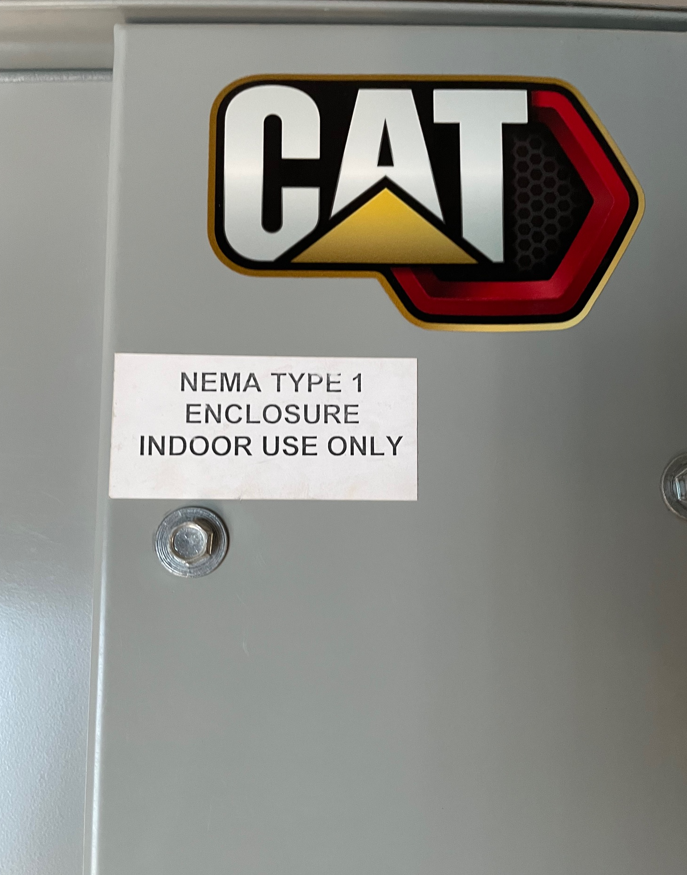 CAT
NEMA TYPE 1
ENCLOSURE
INDOOR USE ONLY